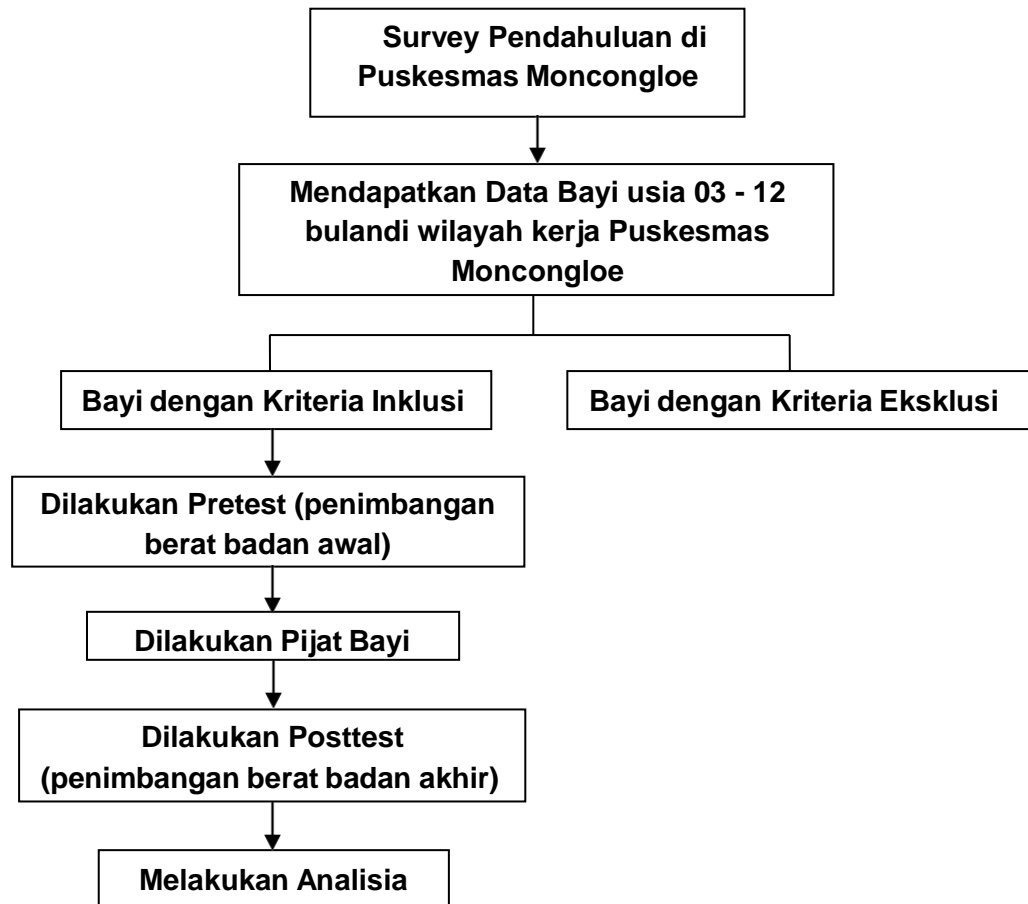 Survey Pendahuluan di
Puskesmas Moncongloe
Mendapatkan Data Bayi usia 03 - 12
bulandi wilayah kerja Puskesmas
Moncongloe
Bayi dengan Kriteria Inklusi
Bayi dengan Kriteria Eksklusi
Dilakukan Pretest (penimbangan
berat badan awal)
Dilakukan Pijat Bayi
Dilakukan Posttest
(penimbangan berat badan akhir)
Melakukan Analisia